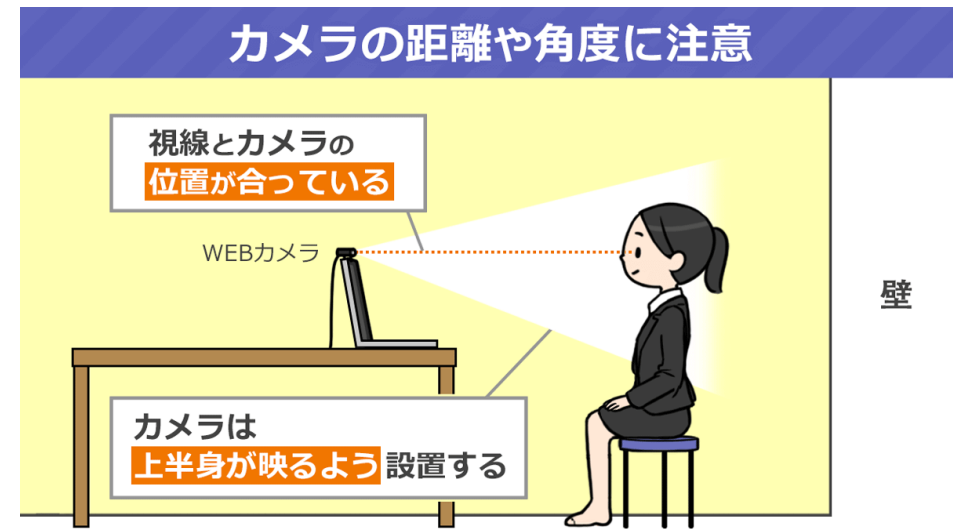 カメラの距離や角度に注意
視線とカメラの
位置が合っている
WEBカメラ
壁
カメラは
上半身が映るよう設置する